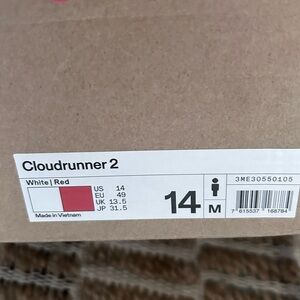 Cloudrunner 2
White | Red
US 14
EU 49
UK 13.5
JP 31.5
Made in Vietnam
14
M
3ME30550105
7 615537 168784